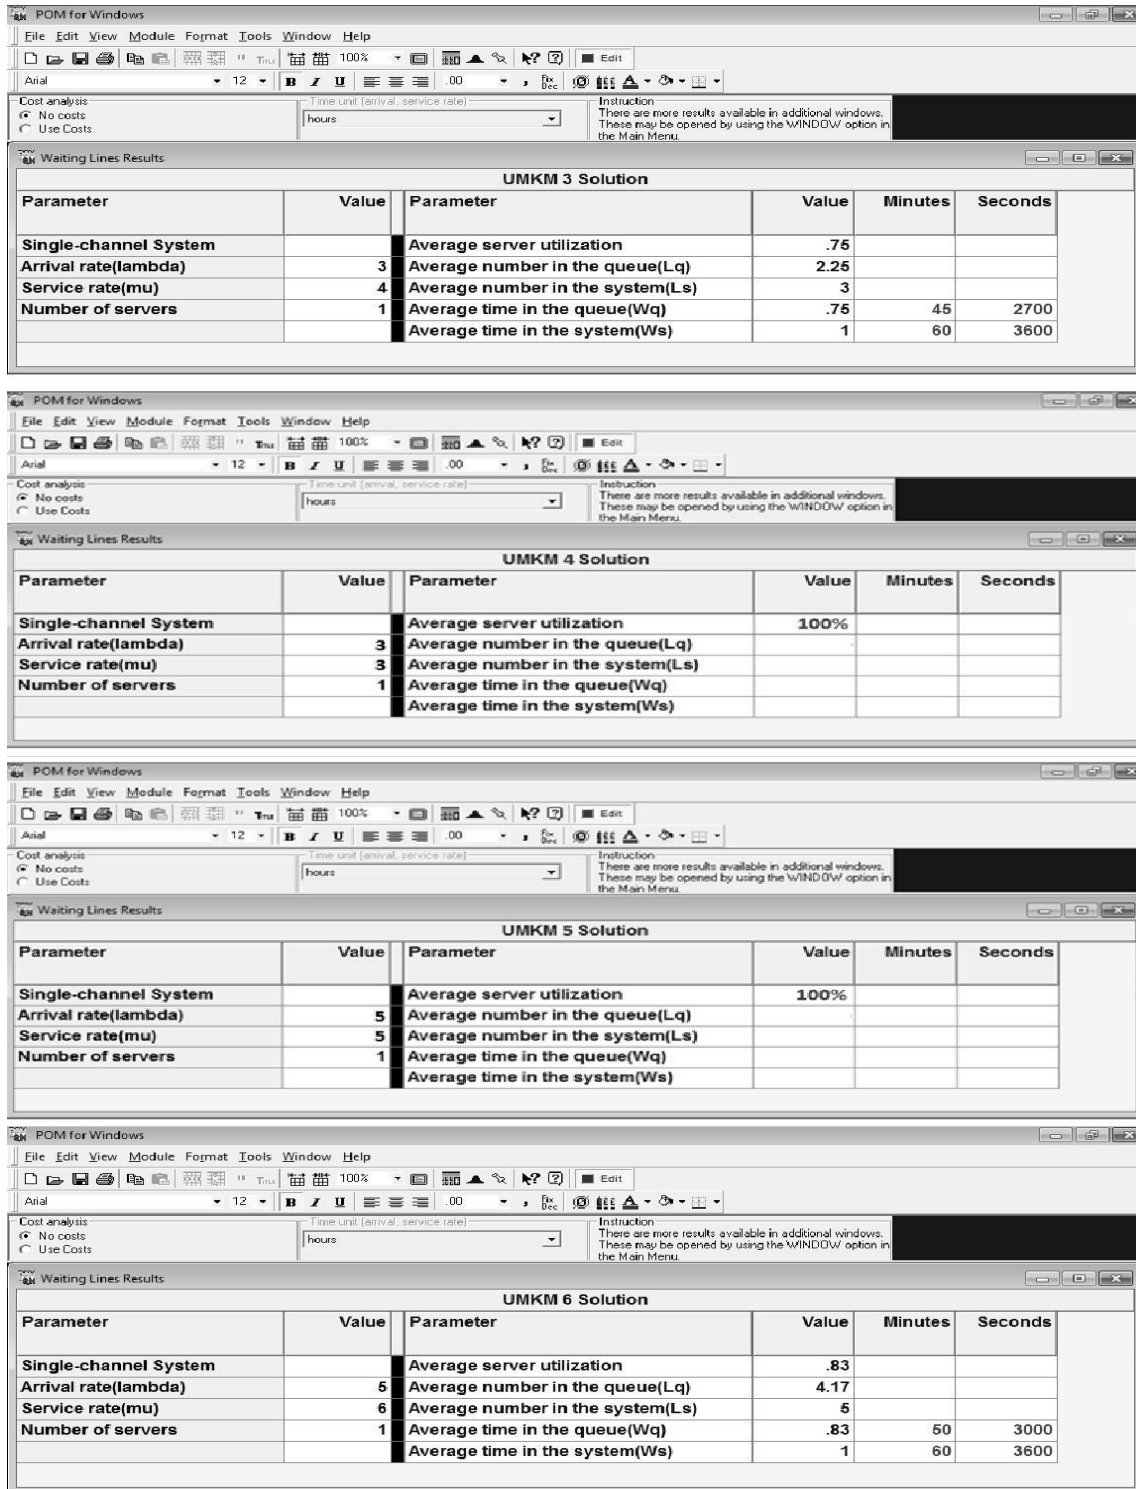 POM for Windows
File Edit View Module Format Tools Window Help
100% Edit
Arial 12 B I U .00 , Fix Dec A
Cost analysis Time unit (arrival, service rate) Instruction
No costs hours There are more results available in additional windows.
Use Costs These may be opened by using the WINDOW option in
the Main Menu.
Waiting Lines Results
UMKM 3 Solution
Parameter Value Parameter Value Minutes Seconds
Single-channel System Average server utilization .75
Arrival rate(lambda) 3 Average number in the queue(Lq) 2.25
Service rate(mu) 4 Average number in the system(Ls) 3
Number of servers 1 Average time in the queue(Wq) .75 45 2700
Average time in the system(Ws) 1 60 3600
POM for Windows
File Edit View Module Format Tools Window Help
100% Edit
Arial 12 B I U .00 , Fix Dec A
Cost analysis Time unit (arrival, service rate) Instruction
No costs hours There are more results available in additional windows.
Use Costs These may be opened by using the WINDOW option in
the Main Menu.
Waiting Lines Results
UMKM 4 Solution
Parameter Value Parameter Value Minutes Seconds
Single-channel System Average server utilization 100%
Arrival rate(lambda) 3 Average number in the queue(Lq)
Service rate(mu) 3 Average number in the system(Ls)
Number of servers 1 Average time in the queue(Wq)
Average time in the system(Ws)
POM for Windows
File Edit View Module Format Tools Window Help
100% Edit
Arial 12 B I U .00 , Fix Dec A
Cost analysis Time unit (arrival, service rate) Instruction
No costs hours There are more results available in additional windows.
Use Costs These may be opened by using the WINDOW option in
the Main Menu.
Waiting Lines Results
UMKM 5 Solution
Parameter Value Parameter Value Minutes Seconds
Single-channel System Average server utilization 100%
Arrival rate(lambda) 5 Average number in the queue(Lq)
Service rate(mu) 5 Average number in the system(Ls)
Number of servers 1 Average time in the queue(Wq)
Average time in the system(Ws)
POM for Windows
File Edit View Module Format Tools Window Help
100% Edit
Arial 12 B I U .00 , Fix Dec A
Cost analysis Time unit (arrival, service rate) Instruction
No costs hours There are more results available in additional windows.
Use Costs These may be opened by using the WINDOW option in
the Main Menu.
Waiting Lines Results
UMKM 6 Solution
Parameter Value Parameter Value Minutes Seconds
Single-channel System Average server utilization .83
Arrival rate(lambda) 5 Average number in the queue(Lq) 4.17
Service rate(mu) 6 Average number in the system(Ls) 5
Number of servers 1 Average time in the queue(Wq) .83 50 3000
Average time in the system(Ws) 1 60 3600